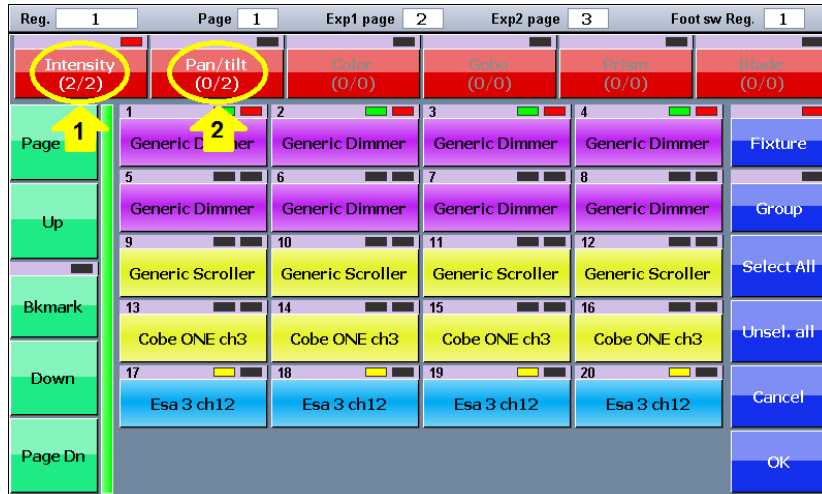 Reg. 1 Page 1 Exp1 page 2 Exp2 page 3 Foot sw Reg. 1
Intensity Pan/tilt Color Gobo Prism Blade
(2/2) (0/2) (0/0) (0/0) (0/0) (0/0)
1 2 3 4
Page 1 Generic Dimmer 2 Generic Dimmer Generic Dimmer Generic Dimmer Fixture
5 6 7 8
Up Generic Dimmer Generic Dimmer Generic Dimmer Generic Dimmer Group
9 10 11 12
Generic Scroller Generic Scroller Generic Scroller Generic Scroller Select All
Bkmark 13 14 15 16
Cobe ONE ch3 Cobe ONE ch3 Cobe ONE ch3 Cobe ONE ch3 Unsel. all
17 18 19 20
Down Esa 3 ch12 Esa 3 ch12 Esa 3 ch12 Esa 3 ch12 Cancel
Page Dn OK